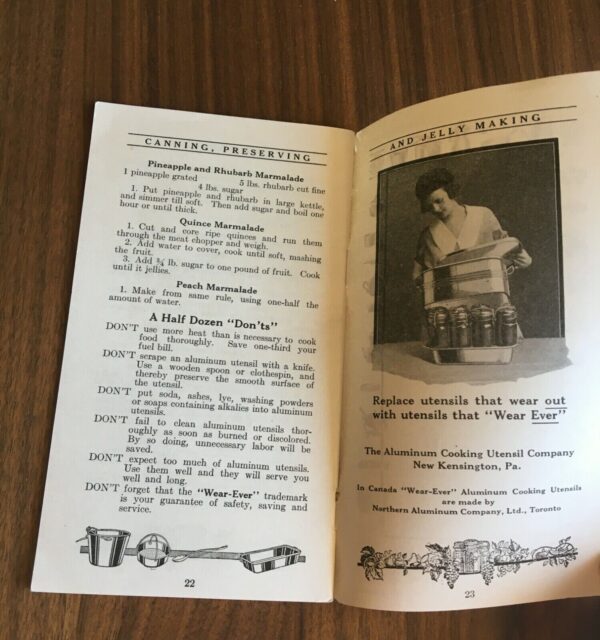 CANNING, PRESERVING
Pineapple and Rhubarb Marmalade
1 pineapple grated 5 lbs. rhubarb cut fine
4 lbs. sugar
1. Put pineapple and rhubarb in large kettle,
and simmer till soft. Then add sugar and boil one
hour or until thick.
Quince Marmalade
1. Cut and core ripe quinces and run them
through the meat chopper and weigh.
2. Add water to cover, cook until soft, mashing
the fruit.
3. Add ¾ lb. sugar to one pound of fruit. Cook
until it jellies.
Peach Marmalade
1. Make from same rule, using one-half the
amount of water.
A Half Dozen "Don'ts"
DON'T use more heat than is necessary to cook
food thoroughly. Save one-third your
fuel bill.
DON'T scrape an aluminum utensil with a knife.
Use a wooden spoon or clothespin, and
thereby preserve the smooth surface of
the utensil.
DON'T put soda, ashes, lye, washing powders
or soaps containing alkalies into aluminum
utensils.
DON'T fail to clean aluminum utensils thor-
oughly as soon as burned or discolored.
By so doing, unnecessary labor will be
saved.
DON'T expect too much of aluminum utensils.
Use them well and they will serve you
well and long.
DON'T forget that the "Wear-Ever" trademark
is your guarantee of safety, saving and
service.
22
AND JELLY MAKING
Replace utensils that wear out
with utensils that "Wear Ever"
The Aluminum Cooking Utensil Company
New Kensington, Pa.
In Canada "Wear-Ever" Aluminum Cooking Utensils
are made by
Northern Aluminum Company, Ltd., Toronto
23